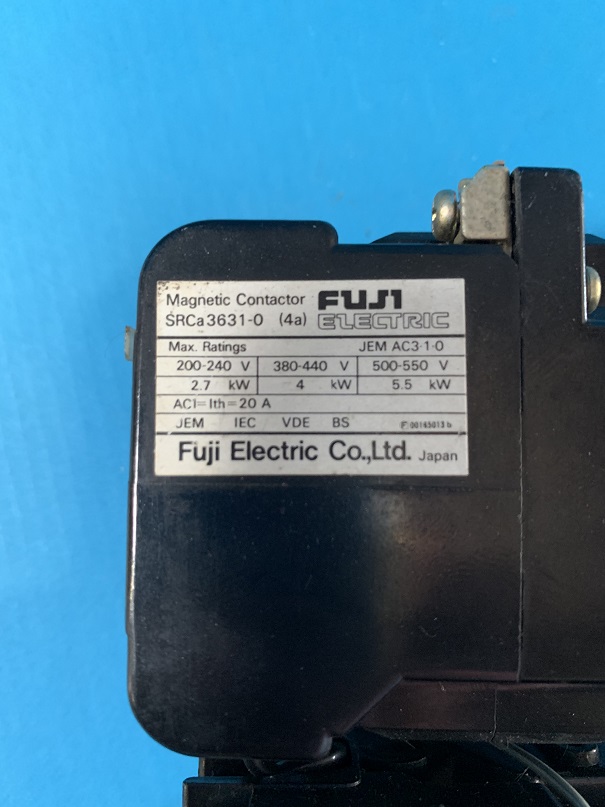 Magnetic Contactor FUJI
SRCa3631-0 (4a) ELECTRIC
Max. Ratings JEM AC3·1·0
200-240 V 380-440 V 500-550 V
2.7 kW 4 kW 5.5 kW
AC1=Ith=20 A
JEM IEC VDE BS F 00165013 b
Fuji Electric Co.,Ltd. Japan